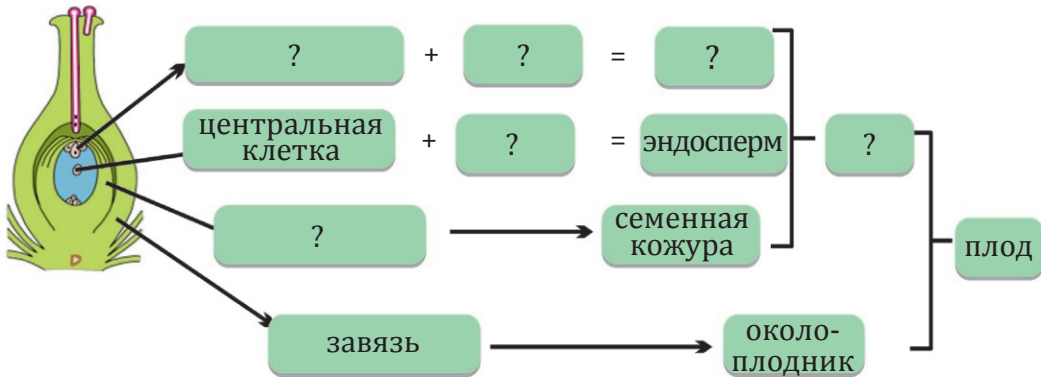 ? + ? = ?
центральная
клетка + ? = эндосперм ?
? семенная
кожура
плод
завязь
около-
плодник